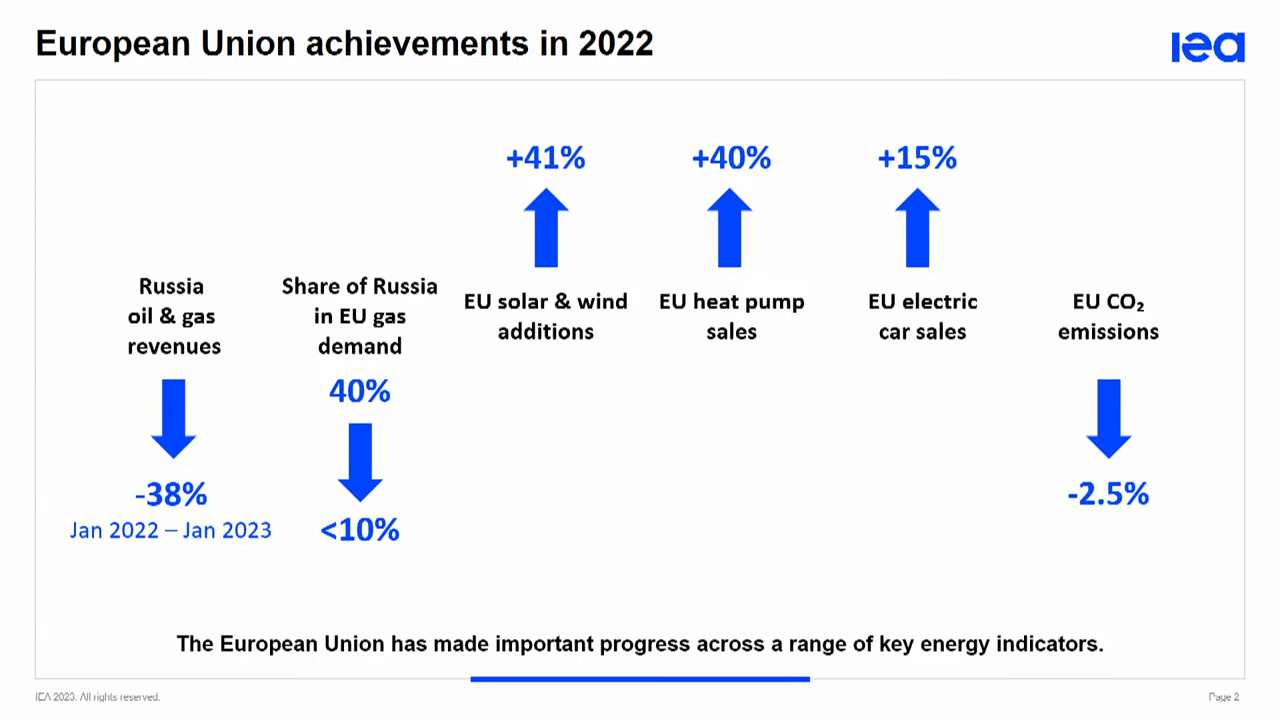 European Union achievements in 2022
iea
+41%
+40%
+15%
Russia
oil & gas
revenues
-38%
Jan 2022 – Jan 2023
Share of Russia
in EU gas
demand
40%
<10%
EU solar & wind
additions
EU heat pump
sales
EU electric
car sales
EU CO₂
emissions
-2.5%
The European Union has made important progress across a range of key energy indicators.
IEA 2023. All rights reserved.
Page 2